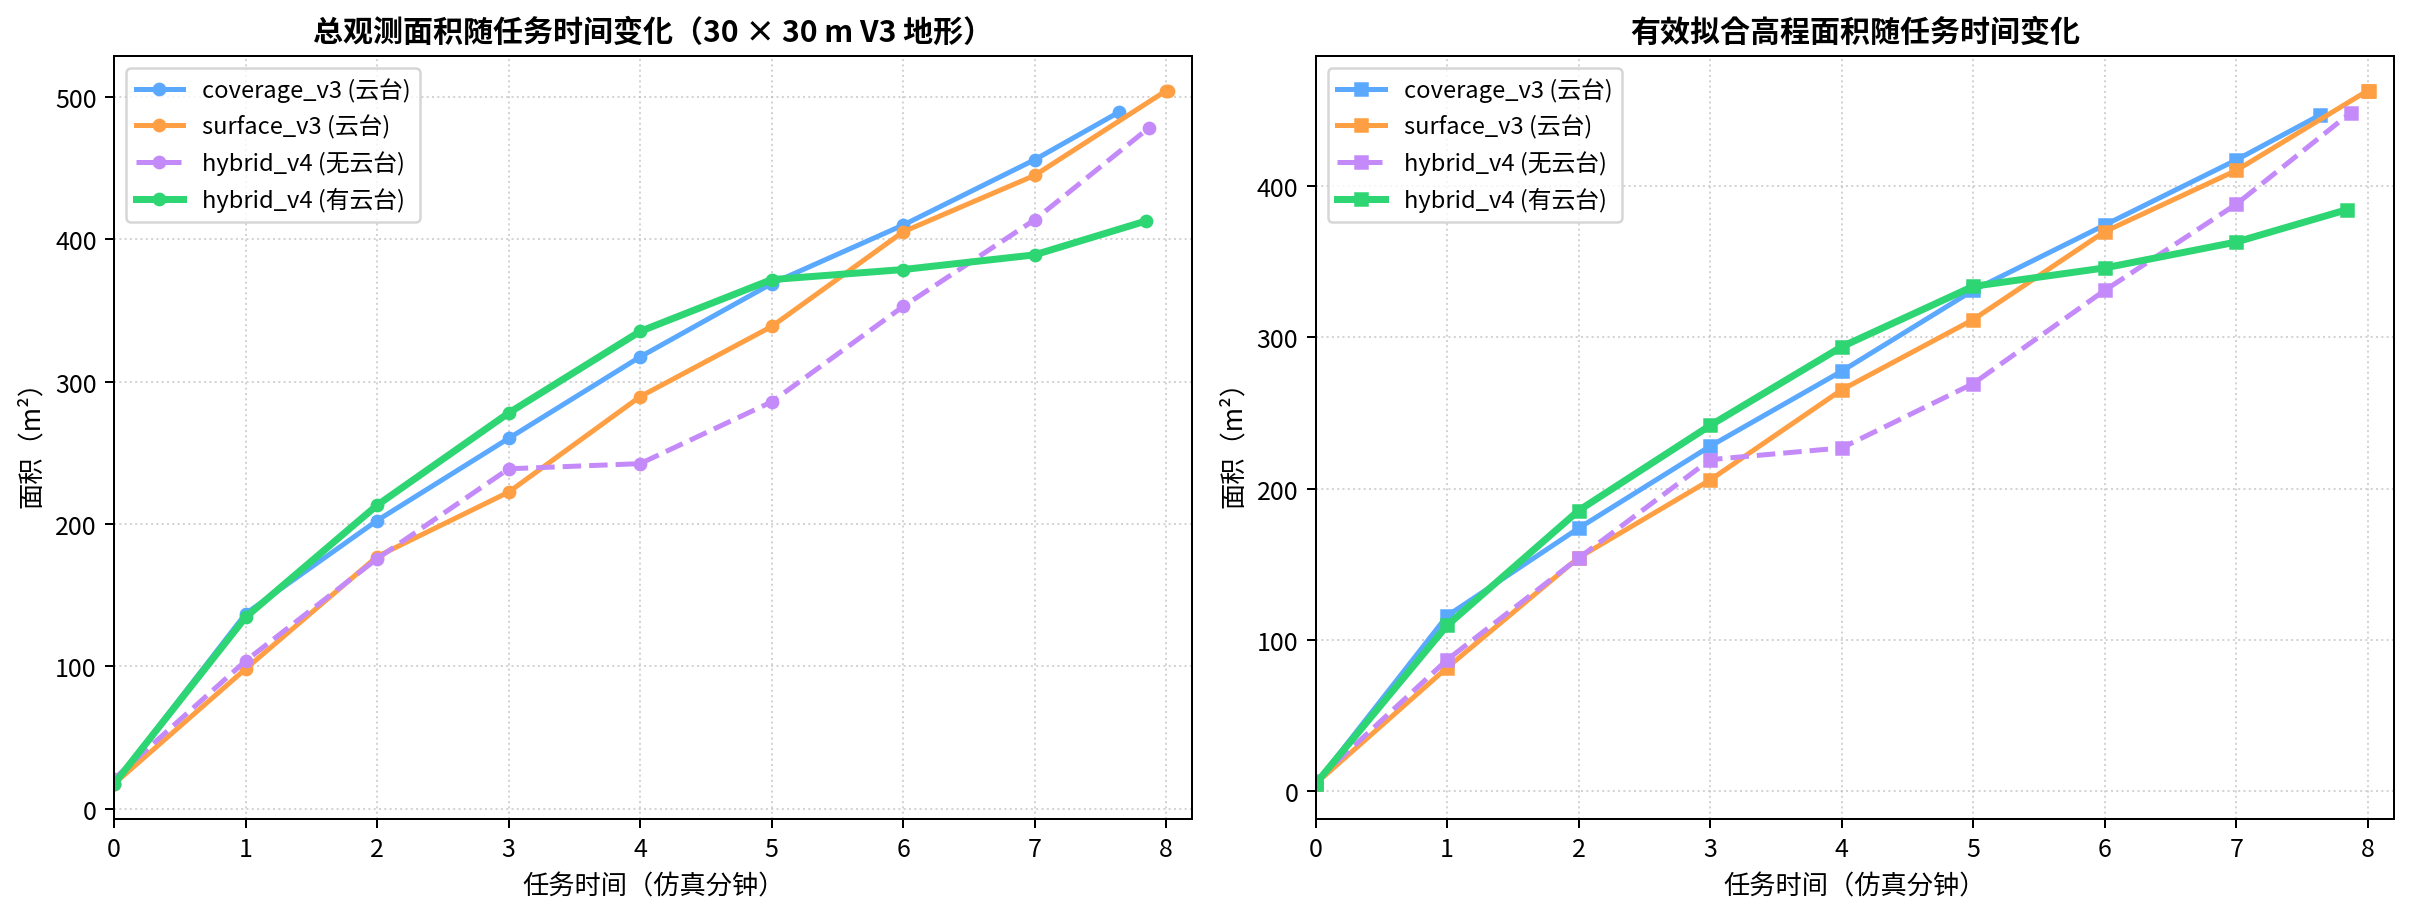 总观测面积随任务时间变化（30 × 30 m V3 地形）
coverage_v3 (云台)
surface_v3 (云台)
hybrid_v4 (无云台)
hybrid_v4 (有云台)
500
400
300
200
100
0
面积（m²）
0 1 2 3 4 5 6 7 8
任务时间（仿真分钟）
有效拟合高程面积随任务时间变化
coverage_v3 (云台)
surface_v3 (云台)
hybrid_v4 (无云台)
hybrid_v4 (有云台)
400
300
200
100
0
面积（m²）
0 1 2 3 4 5 6 7 8
任务时间（仿真分钟）